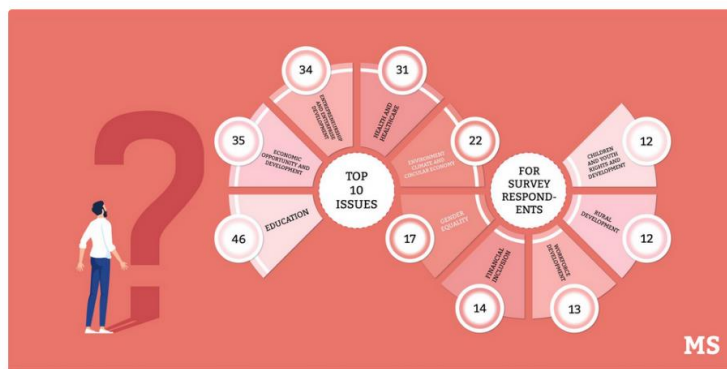 46
EDUCATION
35
ECONOMIC
OPPORTUNITY AND
DEVELOPMENT
34
ENTREPRENEURSHIP
AND ENTERPRISE
DEVELOPMENT
31
HEALTH AND
HEALTHCARE
22
ENVIRONMENT,
CLIMATE AND
CIRCULAR ECONOMY
TOP
10
ISSUES
FOR
SURVEY
RESPOND-
ENTS
17
GENDER
EQUALITY
14
FINANCIAL
INCLUSION
13
WORKFORCE
DEVELOPMENT
12
RURAL
DEVELOPMENT
12
CHILDREN
AND YOUTH
RIGHTS AND
DEVELOPMENT
MS